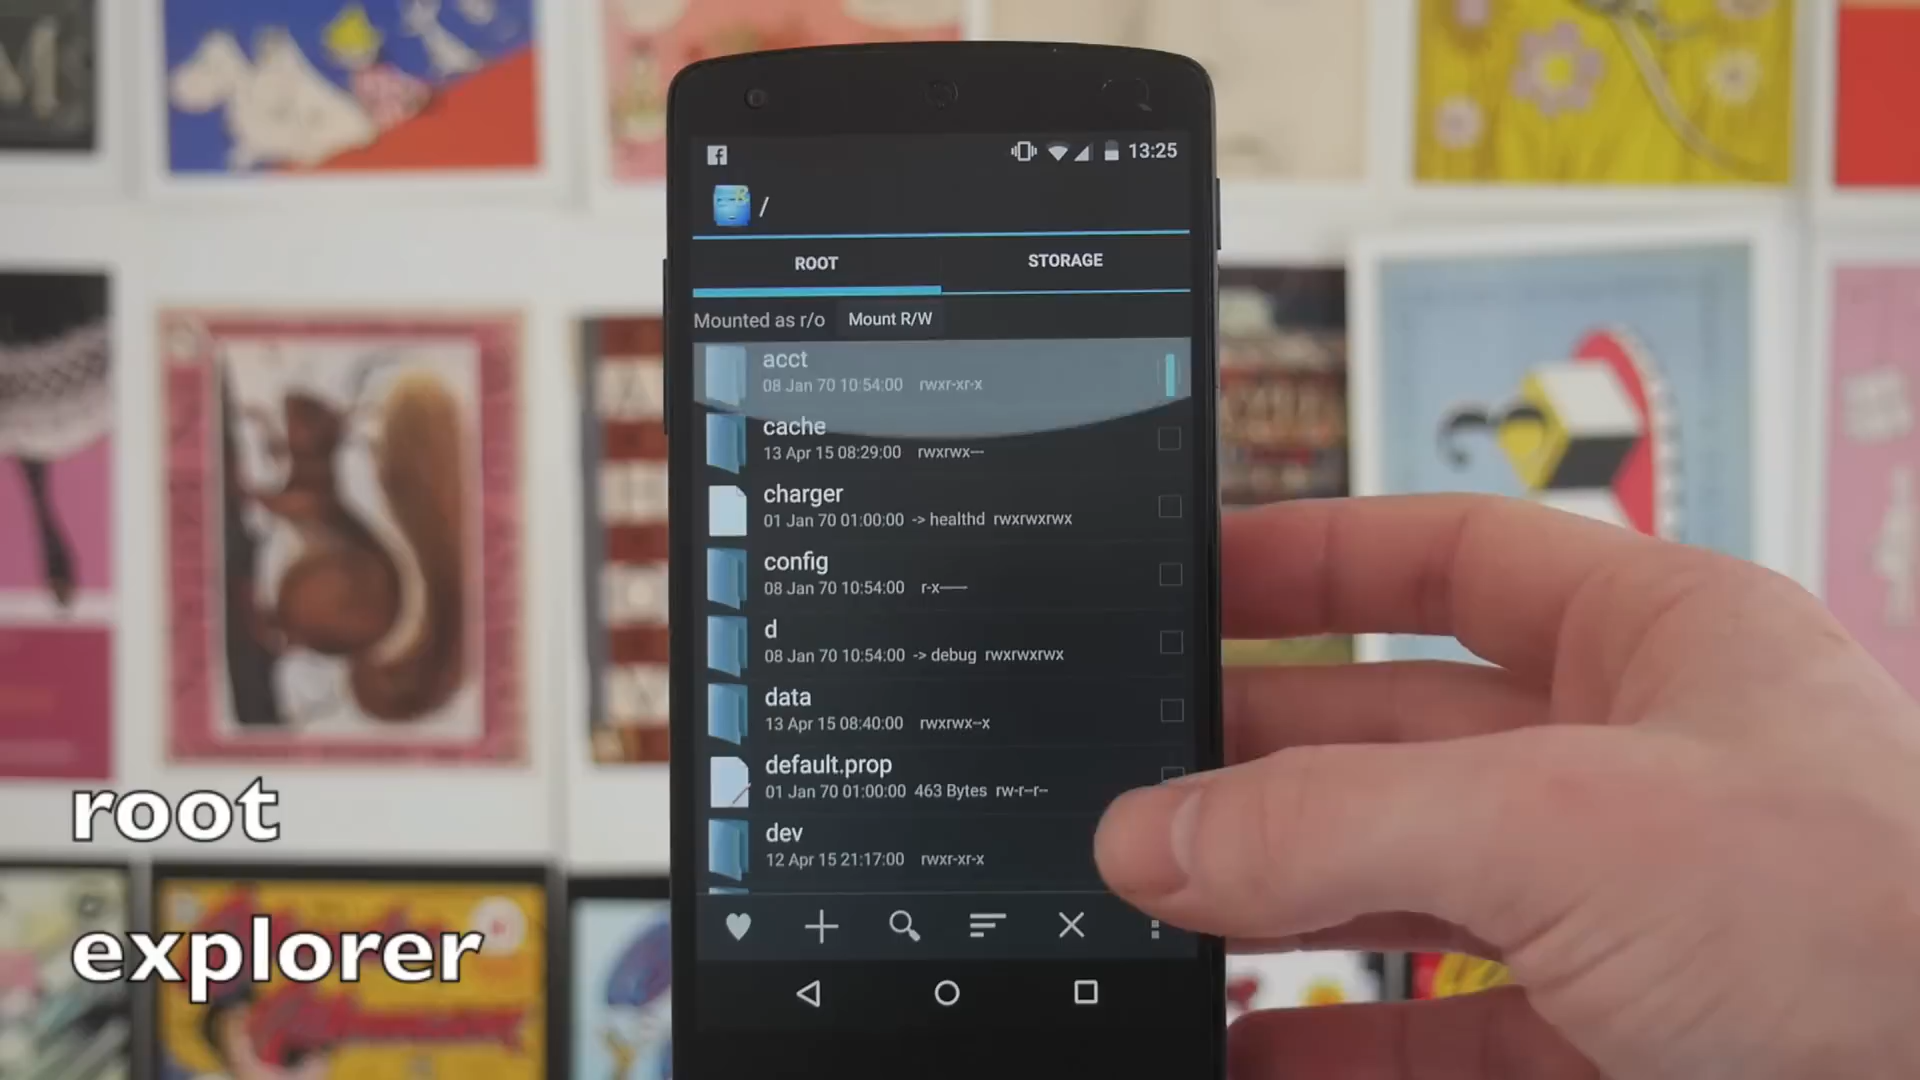 13:25
/
ROOT
STORAGE
Mounted as r/o Mount R/W
acct
08 Jan 70 10:54:00 rwxr-xr-x
cache
13 Apr 15 08:29:00 rwxrwx---
charger
01 Jan 70 01:00:00 -> healthd rwxrwxrwx
config
08 Jan 70 10:54:00 r-x------
d
08 Jan 70 10:54:00 -> debug rwxrwxrwx
data
13 Apr 15 08:40:00 rwxrwx--x
default.prop
01 Jan 70 01:00:00 463 Bytes rw-r--r--
dev
12 Apr 15 21:17:00 rwxr-xr-x
root
explorer